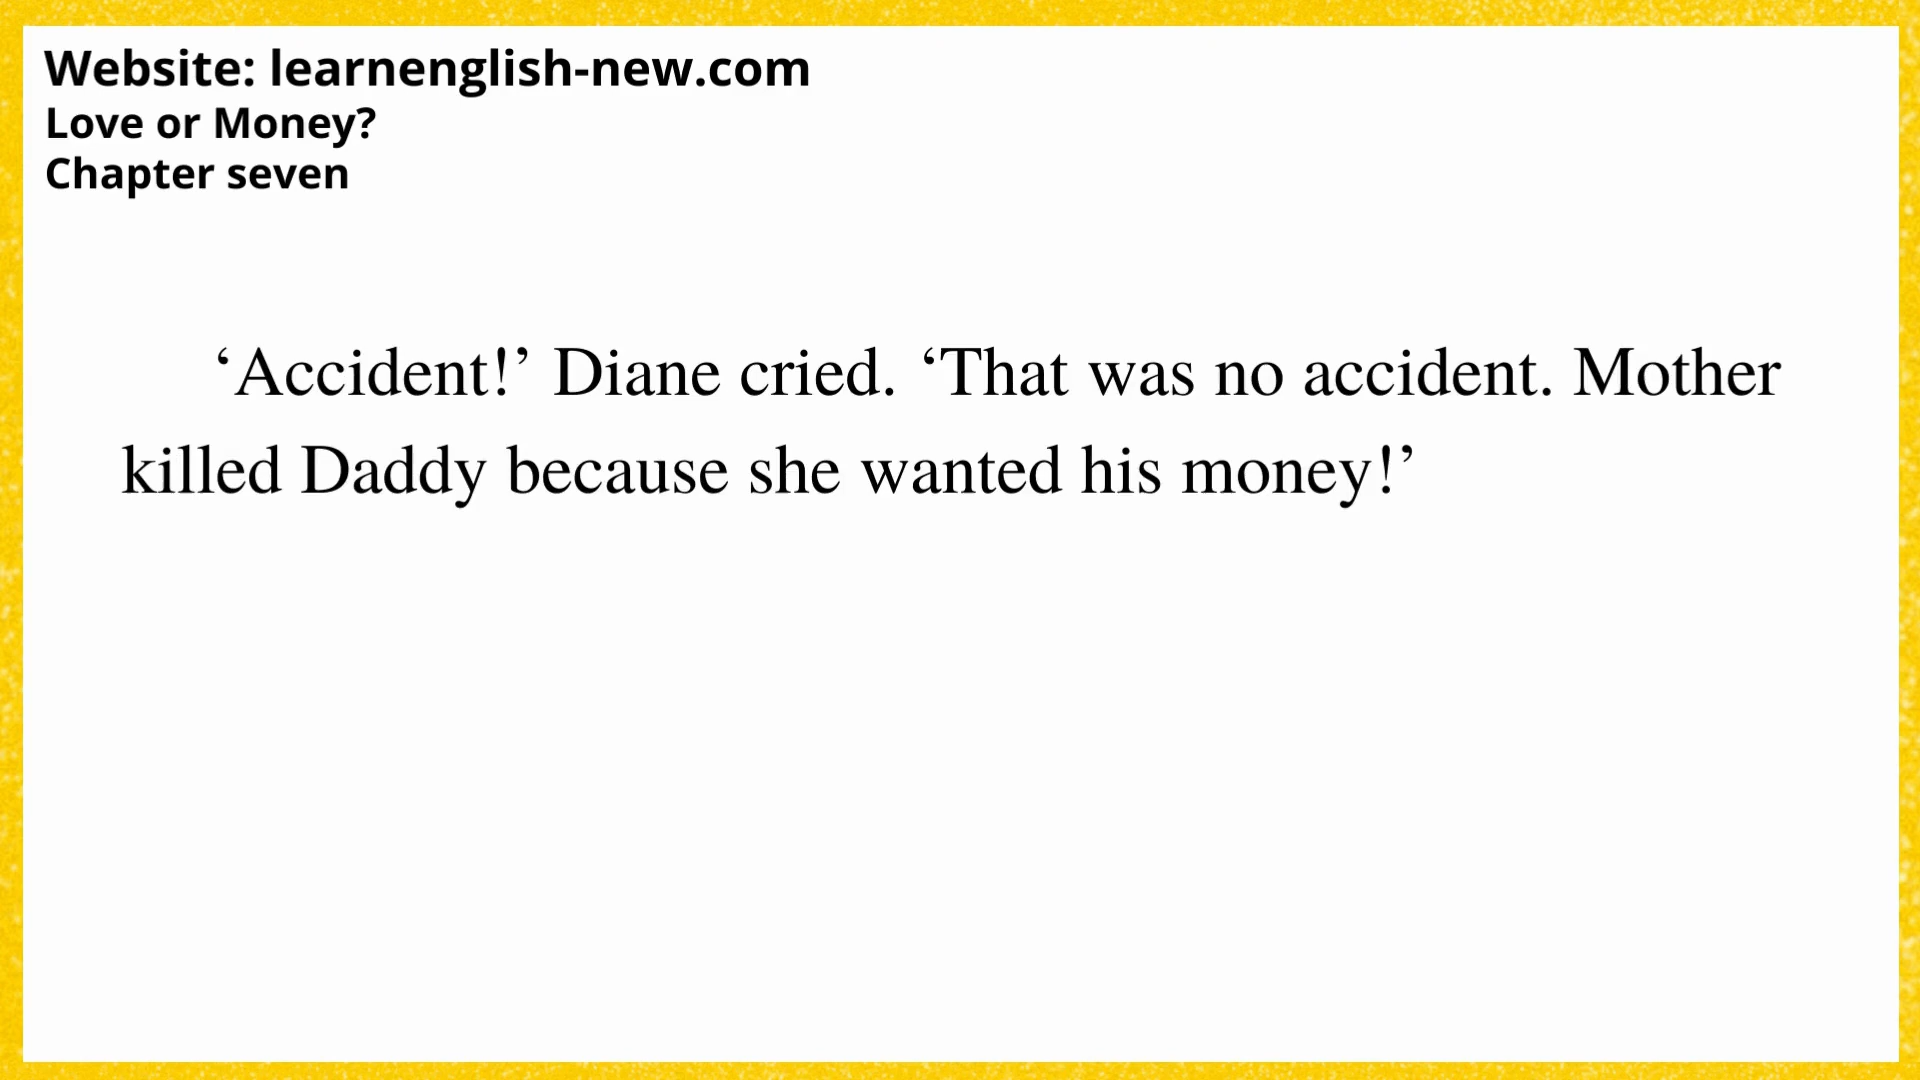 Website: learnenglish-new.com
Love or Money?
Chapter seven
‘Accident!’ Diane cried. ‘That was no accident. Mother
killed Daddy because she wanted his money!’